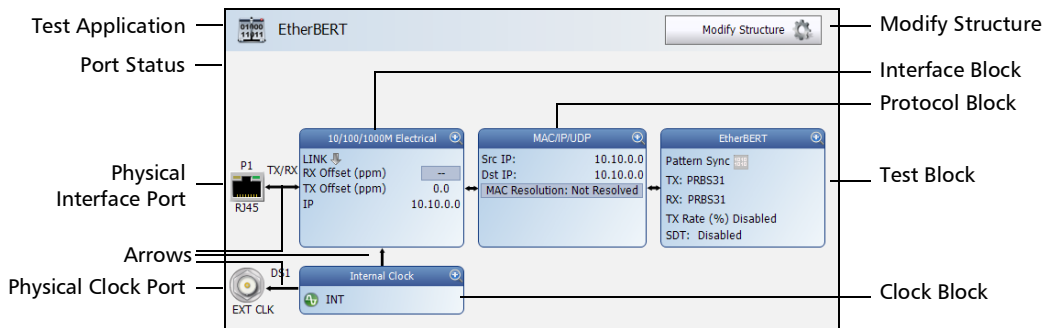 Test Application
Port Status
Physical
Interface Port
Arrows
Physical Clock Port
0100
11011
EtherBERT
Modify Structure
P1
TX/RX
RJ45
10/100/1000M Electrical
LINK
RX Offset (ppm) --
TX Offset (ppm) 0.0
IP 10.10.0.0
MAC/IP/UDP
Src IP: 10.10.0.0
Dst IP: 10.10.0.0
MAC Resolution: Not Resolved
EtherBERT
Pattern Sync
TX: PRBS31
RX: PRBS31
TX Rate (%) Disabled
SDT: Disabled
DS1
EXT CLK
Internal Clock
INT
Modify Structure
Interface Block
Protocol Block
Test Block
Clock Block